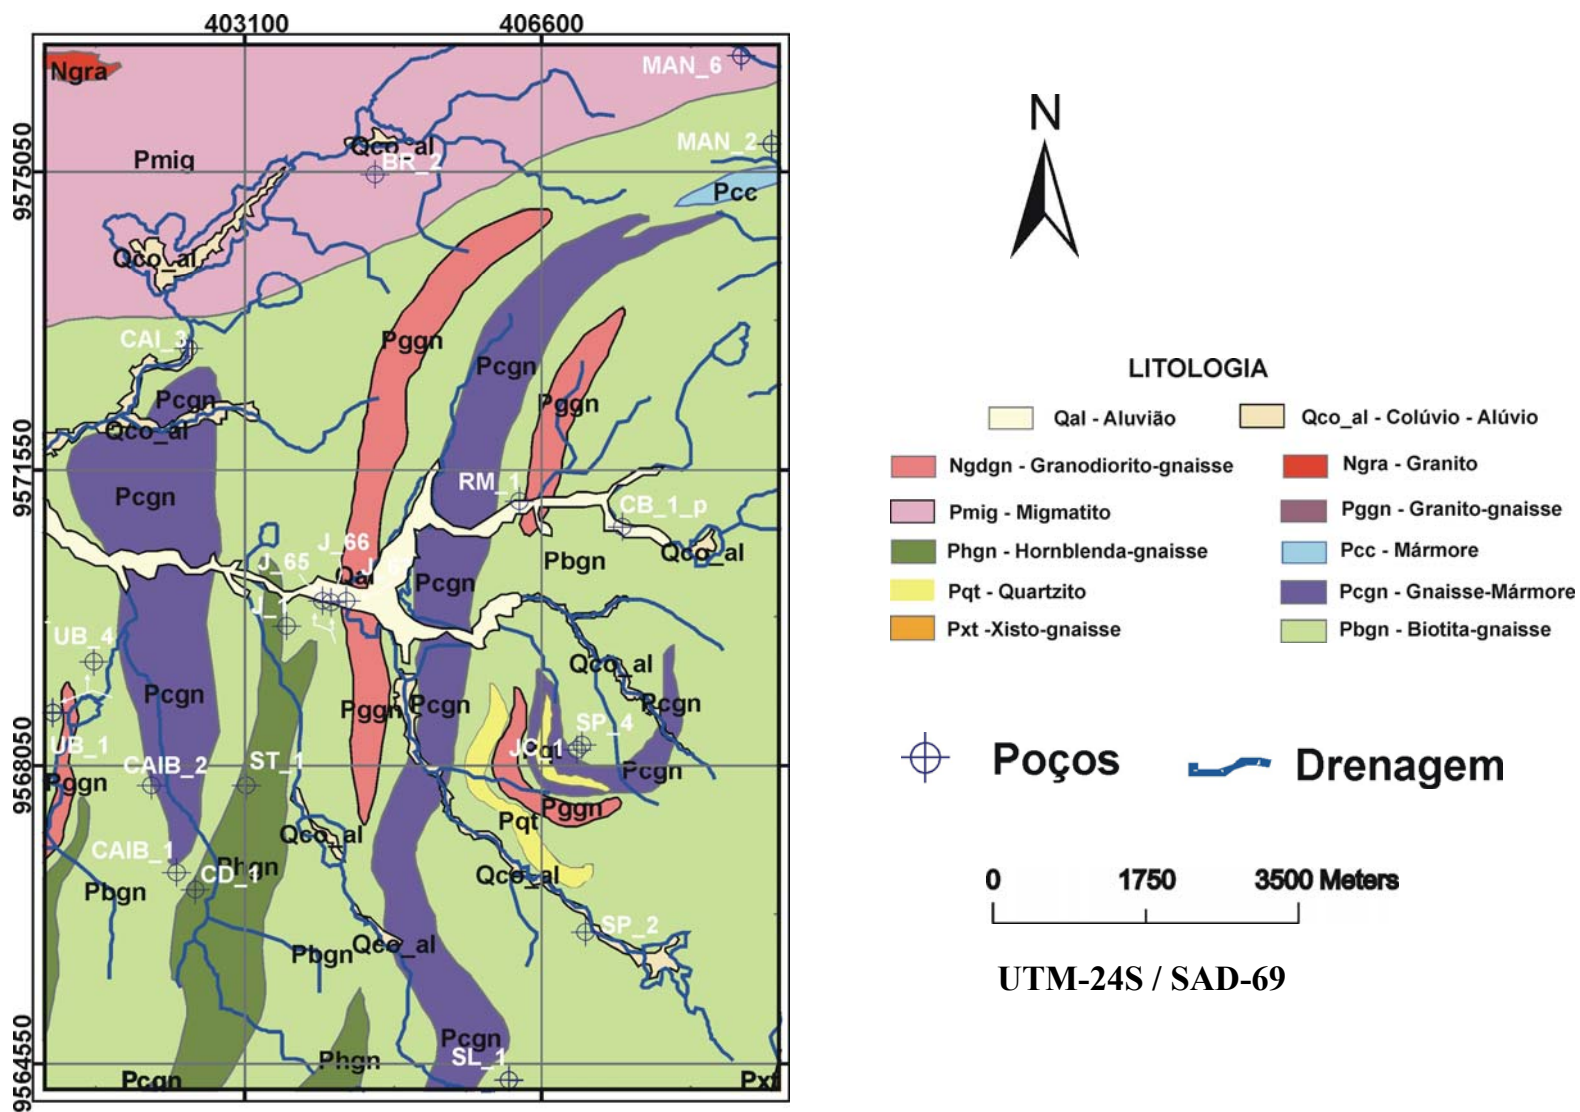 403100 406600
Ngra
MAN_6
MAN_2
Qco_al
BR_2
Pmig
9575050
Pcc
Qco_al
CAI_3
Pggn
Pcgn
Pcgn
Pggn
Qco_al
9571550
RM_1
Pcgn
CB_1_p
J_66
Qco_al
J_65
Pbgn
Qal
Pcgn
J_1
UB_4
Qco_al
Pcgn
Pggn
Pcgn
Pcgn
SP_4
UB_1
JC_1
Pqt
9568050
CAIB_2
ST_1
Pcgn
Pggn
Pggn
Pqt
Qco_al
CAIB_1
Phgn
CD_1
Qco_al
Pbgn
SP_2
Qco_al
Pbgn
Pcgn
SL_1
9564550
Phgn
Pcgn
Pxt
N
LITOLOGIA
Qal - Aluvião
Qco_al - Colúvio - Alúvio
Ngdgn - Granodiorito-gnaisse
Ngra - Granito
Pmig - Migmatito
Pggn - Granito-gnaisse
Phgn - Hornblenda-gnaisse
Pcc - Mármore
Pqt - Quartzito
Pcgn - Gnaisse-Mármore
Pxt -Xisto-gnaisse
Pbgn - Biotita-gnaisse
Poços
Drenagem
0 1750 3500 Meters
UTM-24S / SAD-69